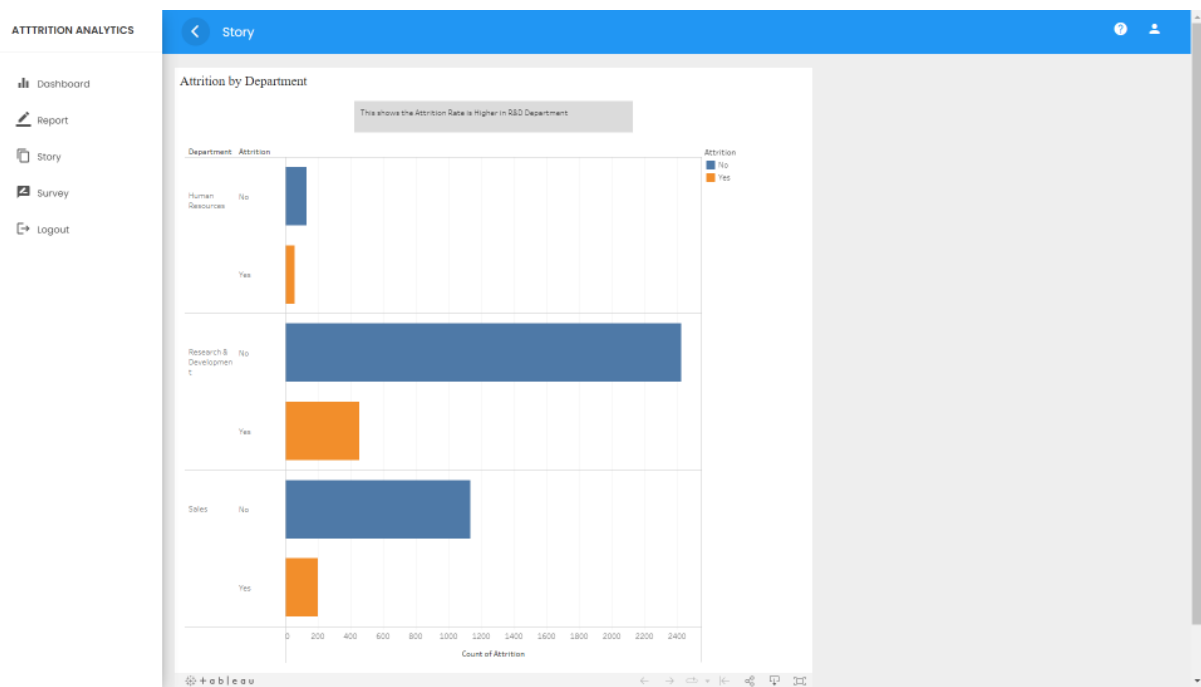 ATTTRITION ANALYTICS
Story
Dashboard
Report
Story
Survey
Logout
Attrition by Department
This shows the Attrition Rate is Higher in R&D Department
Department Attrition
Attrition
No
Yes
Human
Resources
No
Yes
Research &
Developmen
t
No
Yes
Sales
No
Yes
0 200 400 600 800 1000 1200 1400 1600 1800 2000 2200 2400
Count of Attrition
+ableau